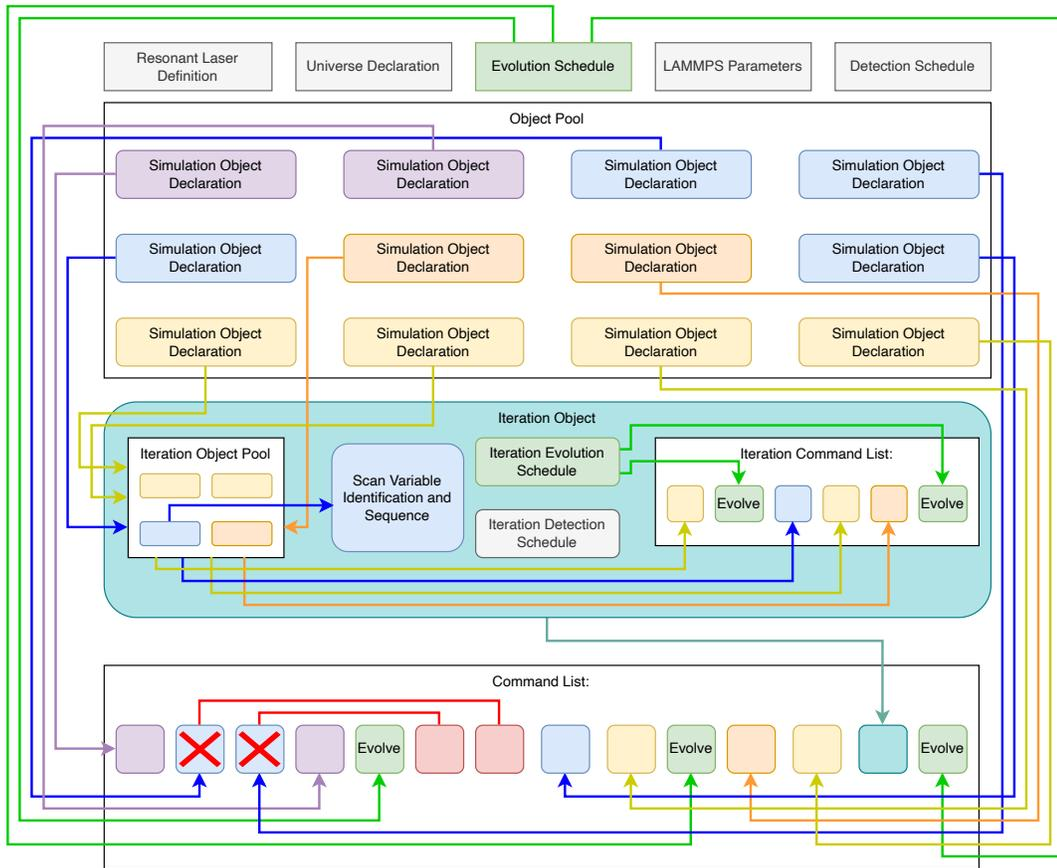 Resonant Laser
Definition
Universe Declaration
Evolution Schedule
LAMMPS Parameters
Detection Schedule
Object Pool
Simulation Object
Declaration
Simulation Object
Declaration
Simulation Object
Declaration
Simulation Object
Declaration
Simulation Object
Declaration
Simulation Object
Declaration
Simulation Object
Declaration
Simulation Object
Declaration
Simulation Object
Declaration
Simulation Object
Declaration
Simulation Object
Declaration
Simulation Object
Declaration
Iteration Object
Iteration Object Pool
Scan Variable
Identification and
Sequence
Iteration Evolution
Schedule
Iteration Detection
Schedule
Iteration Command List:
Evolve
Evolve
Command List:
Evolve
Evolve
Evolve